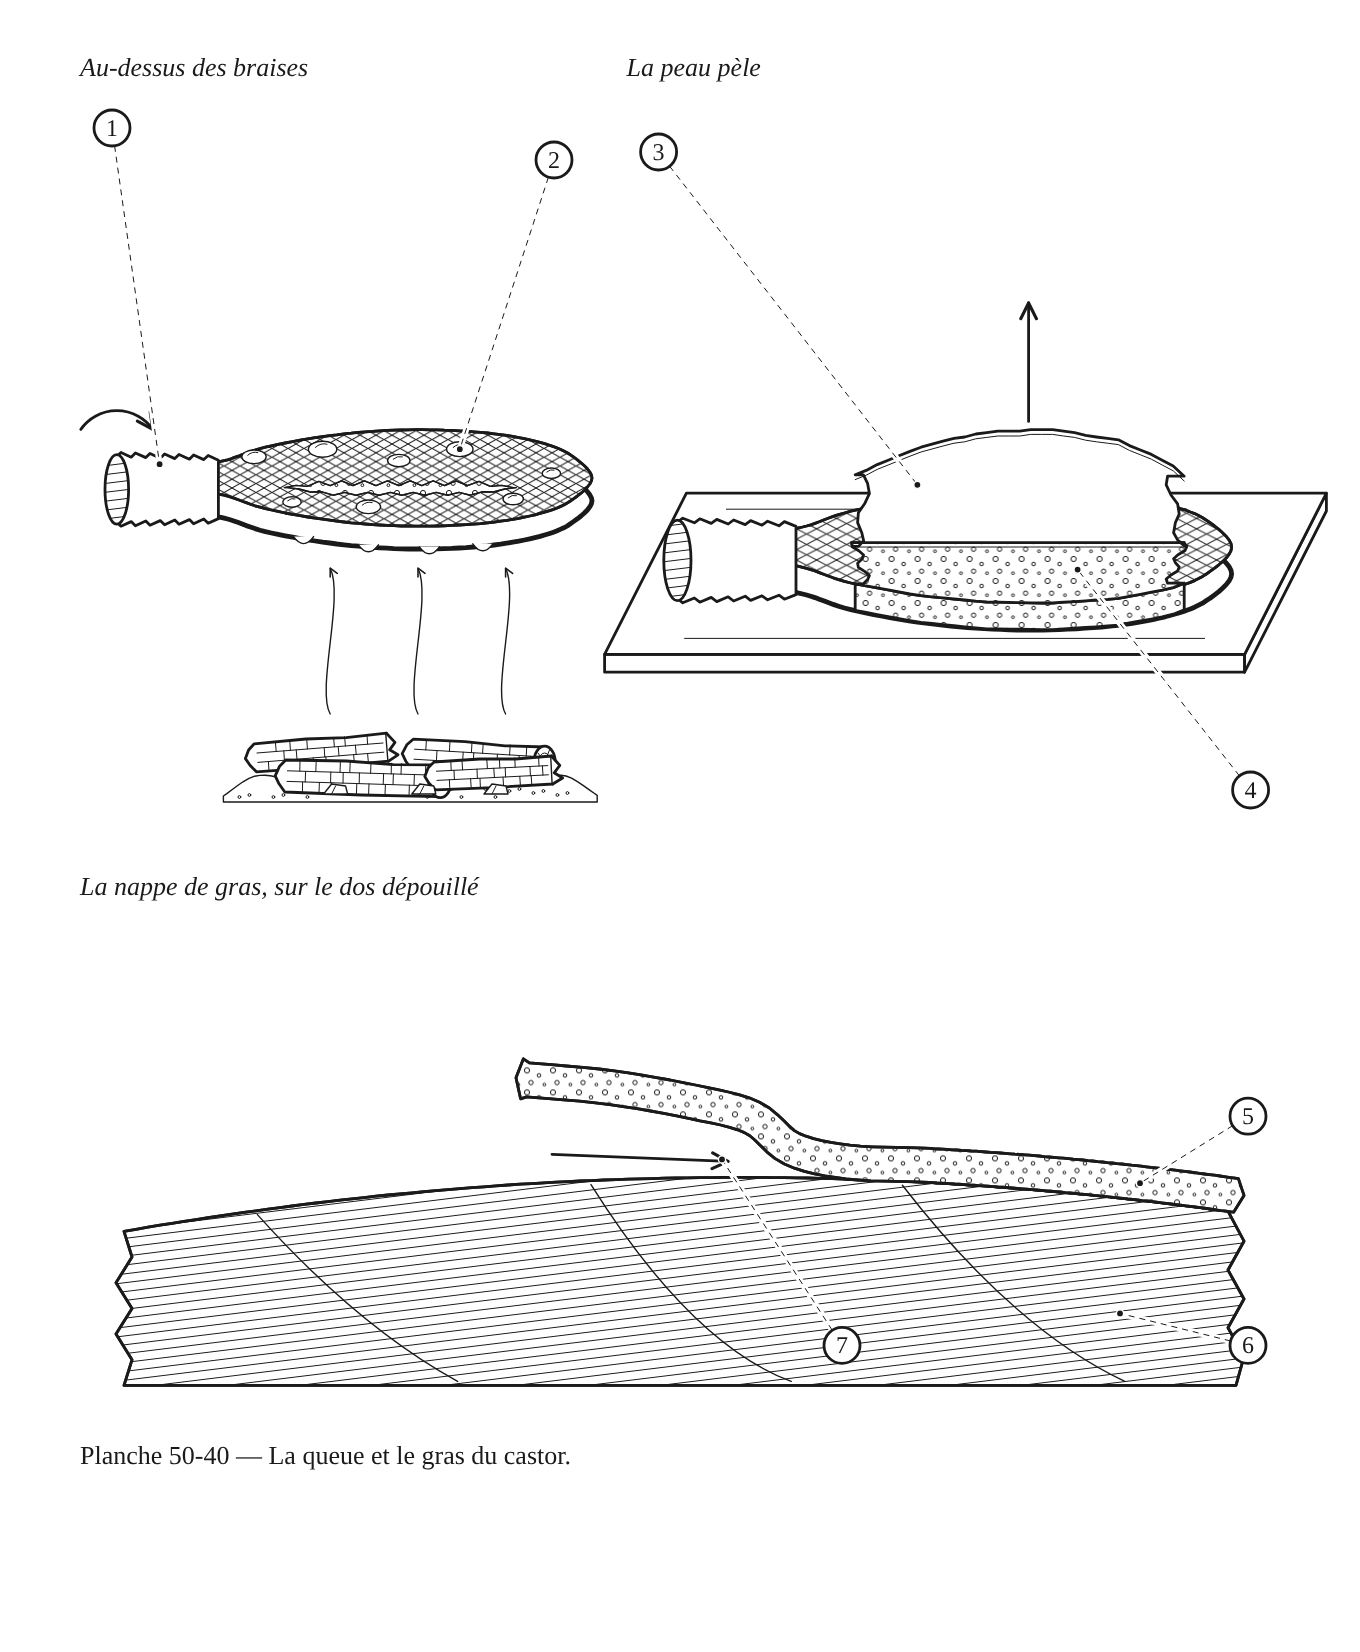 Au-dessus des braises
La peau pèle
1
2
3
4
La nappe de gras, sur le dos dépouillé
5
7
6
Planche 50-40 — La queue et le gras du castor.